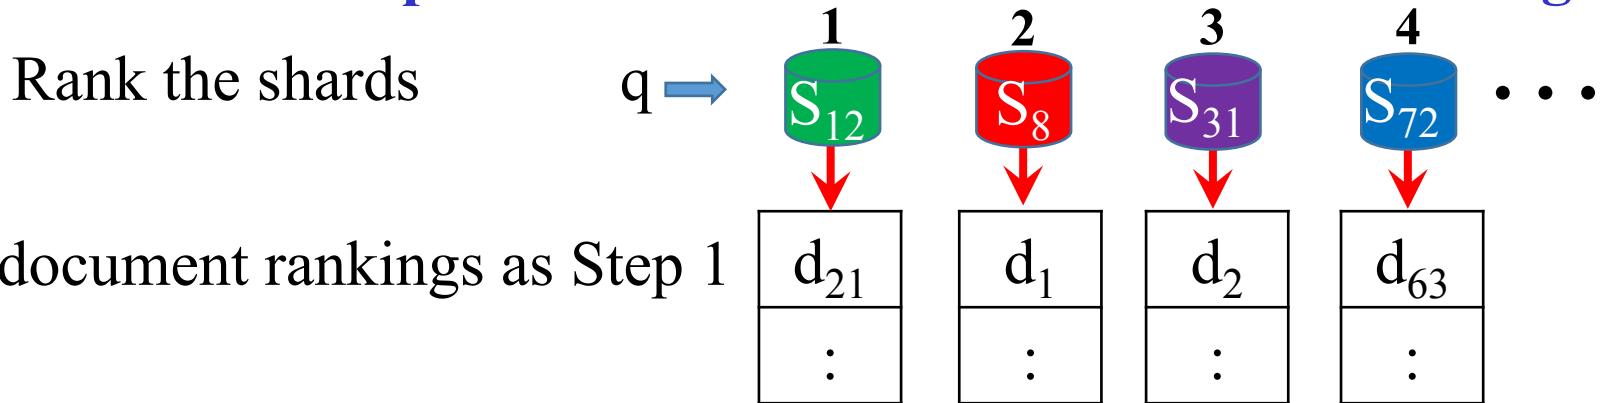 1 2 3 4
Rank the shards q S12 S8 S31 S72 • • •
document rankings as Step 1 d21 d1 d2 d63
: : : :